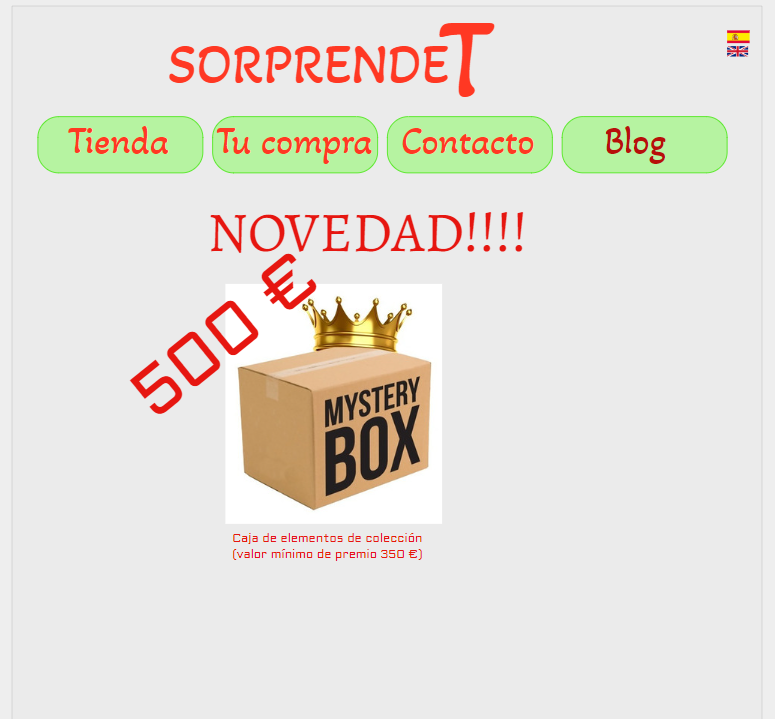 SORPRENDET
Tienda
Tu compra
Contacto
Blog
NOVEDAD!!!!
500 €
MYSTERY
BOX
Caja de elementos de colección
(valor mínimo de premio 350 €)